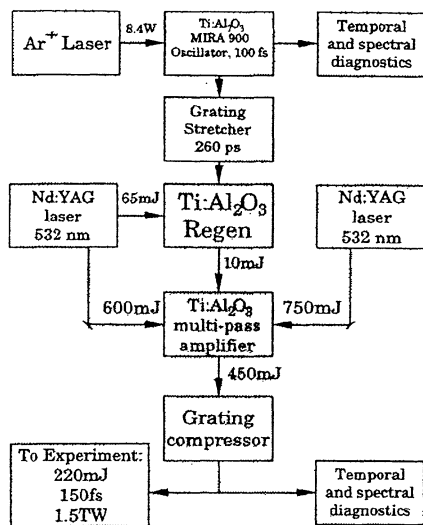 Ar⁺ Laser
8.4W
Ti:Al₂O₃
MIRA 900
Oscillator, 100 fs
Temporal
and spectral
diagnostics
Grating
Stretcher
260 ps
Nd:YAG
laser
532 nm
65mJ
Ti:Al₂O₃
Regen
Nd:YAG
laser
532 nm
10mJ
600mJ
Ti:Al₂O₃
multi-pass
amplifier
750mJ
450mJ
Grating
compressor
To Experiment:
220mJ
150fs
1.5TW
Temporal
and spectral
diagnostics